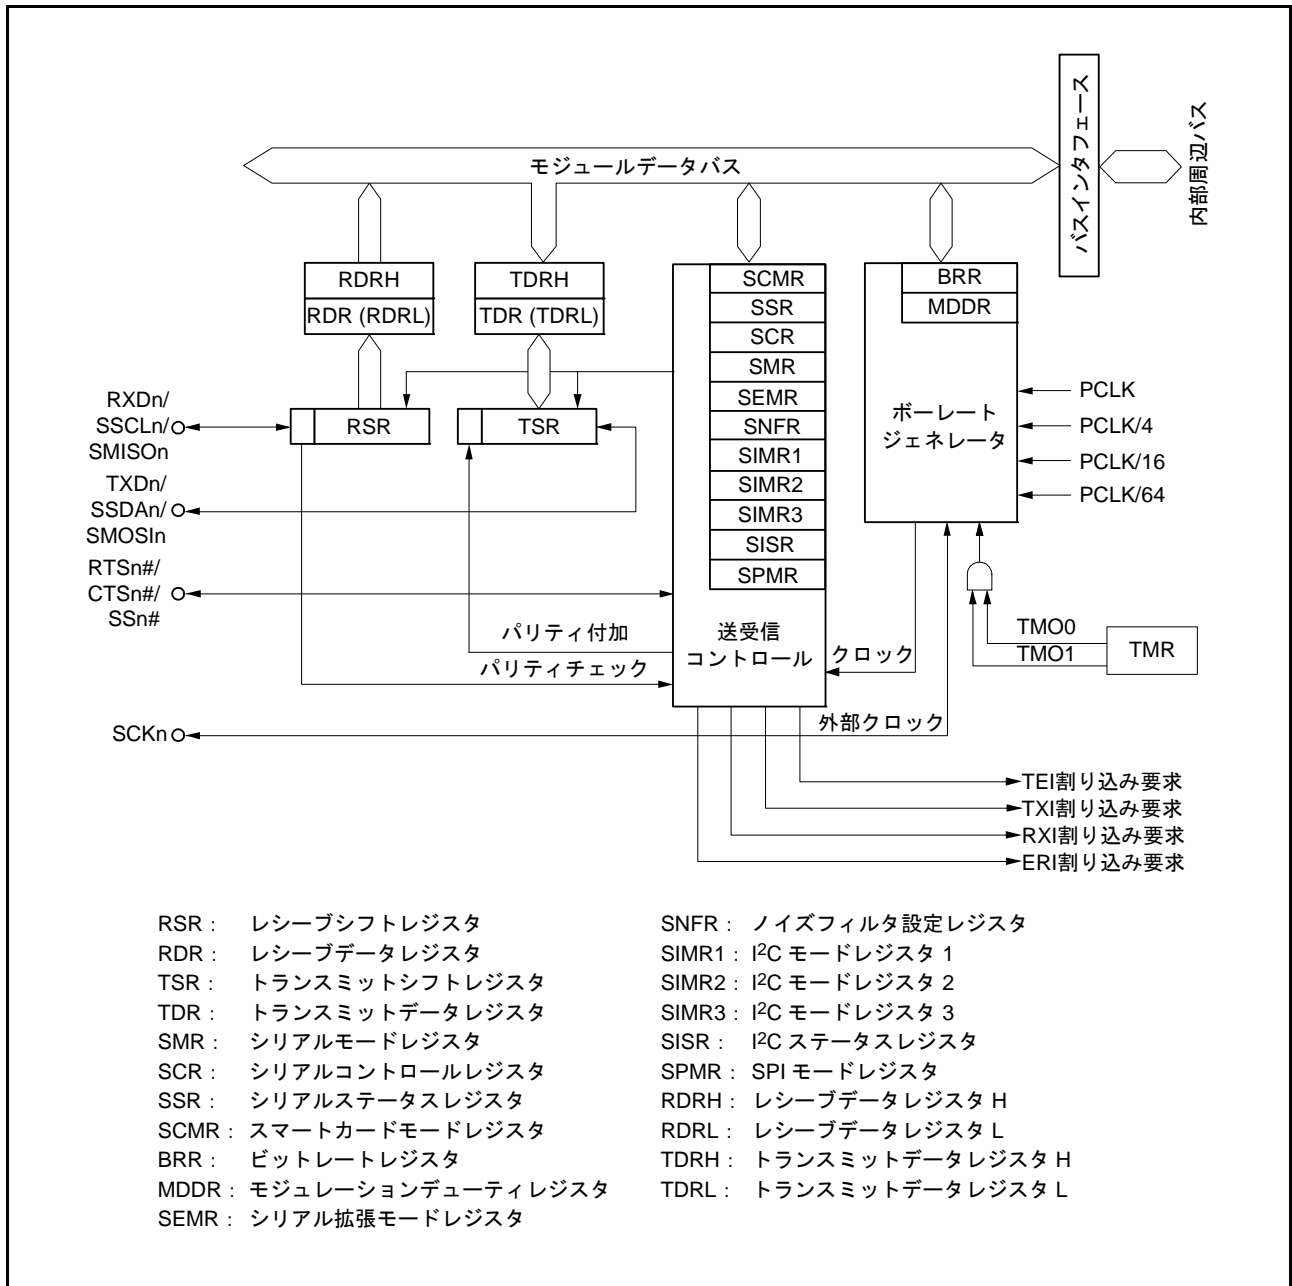 モジュールデータバス
バスインタフェース
内部周辺バス
RDRH
RDR (RDRL)
TDRH
TDR (TDRL)
SCMR
SSR
SCR
SMR
SEMR
SNFR
SIMR1
SIMR2
SIMR3
SISR
SPMR
送受信
コントロール
BRR
MDDR
ボーレート
ジェネレータ
PCLK
PCLK/4
PCLK/16
PCLK/64
RXDn/
SSCLn/
SMISOn
RSR
TSR
TXDn/
SSDAn/
SMOSIn
RTSn#/
CTSn#/
SSn#
パリティ付加
パリティチェック
クロック
外部クロック
TMO0
TMO1
TMR
SCKn
TEI割り込み要求
TXI割り込み要求
RXI割り込み要求
ERI割り込み要求
RSR : レシーブシフトレジスタ
RDR : レシーブデータレジスタ
TSR : トランスミットシフトレジスタ
TDR : トランスミットデータレジスタ
SMR : シリアルモードレジスタ
SCR : シリアルコントロールレジスタ
SSR : シリアルステータスレジスタ
SCMR : スマートカードモードレジスタ
BRR : ビットレートレジスタ
MDDR : モジュレーションデューティレジスタ
SEMR : シリアル拡張モードレジスタ
SNFR : ノイズフィルタ設定レジスタ
SIMR1 : I²C モードレジスタ 1
SIMR2 : I²C モードレジスタ 2
SIMR3 : I²C モードレジスタ 3
SISR : I²C ステータスレジスタ
SPMR : SPI モードレジスタ
RDRH : レシーブデータレジスタ H
RDRL : レシーブデータレジスタ L
TDRH : トランスミットデータレジスタ H
TDRL : トランスミットデータレジスタ L